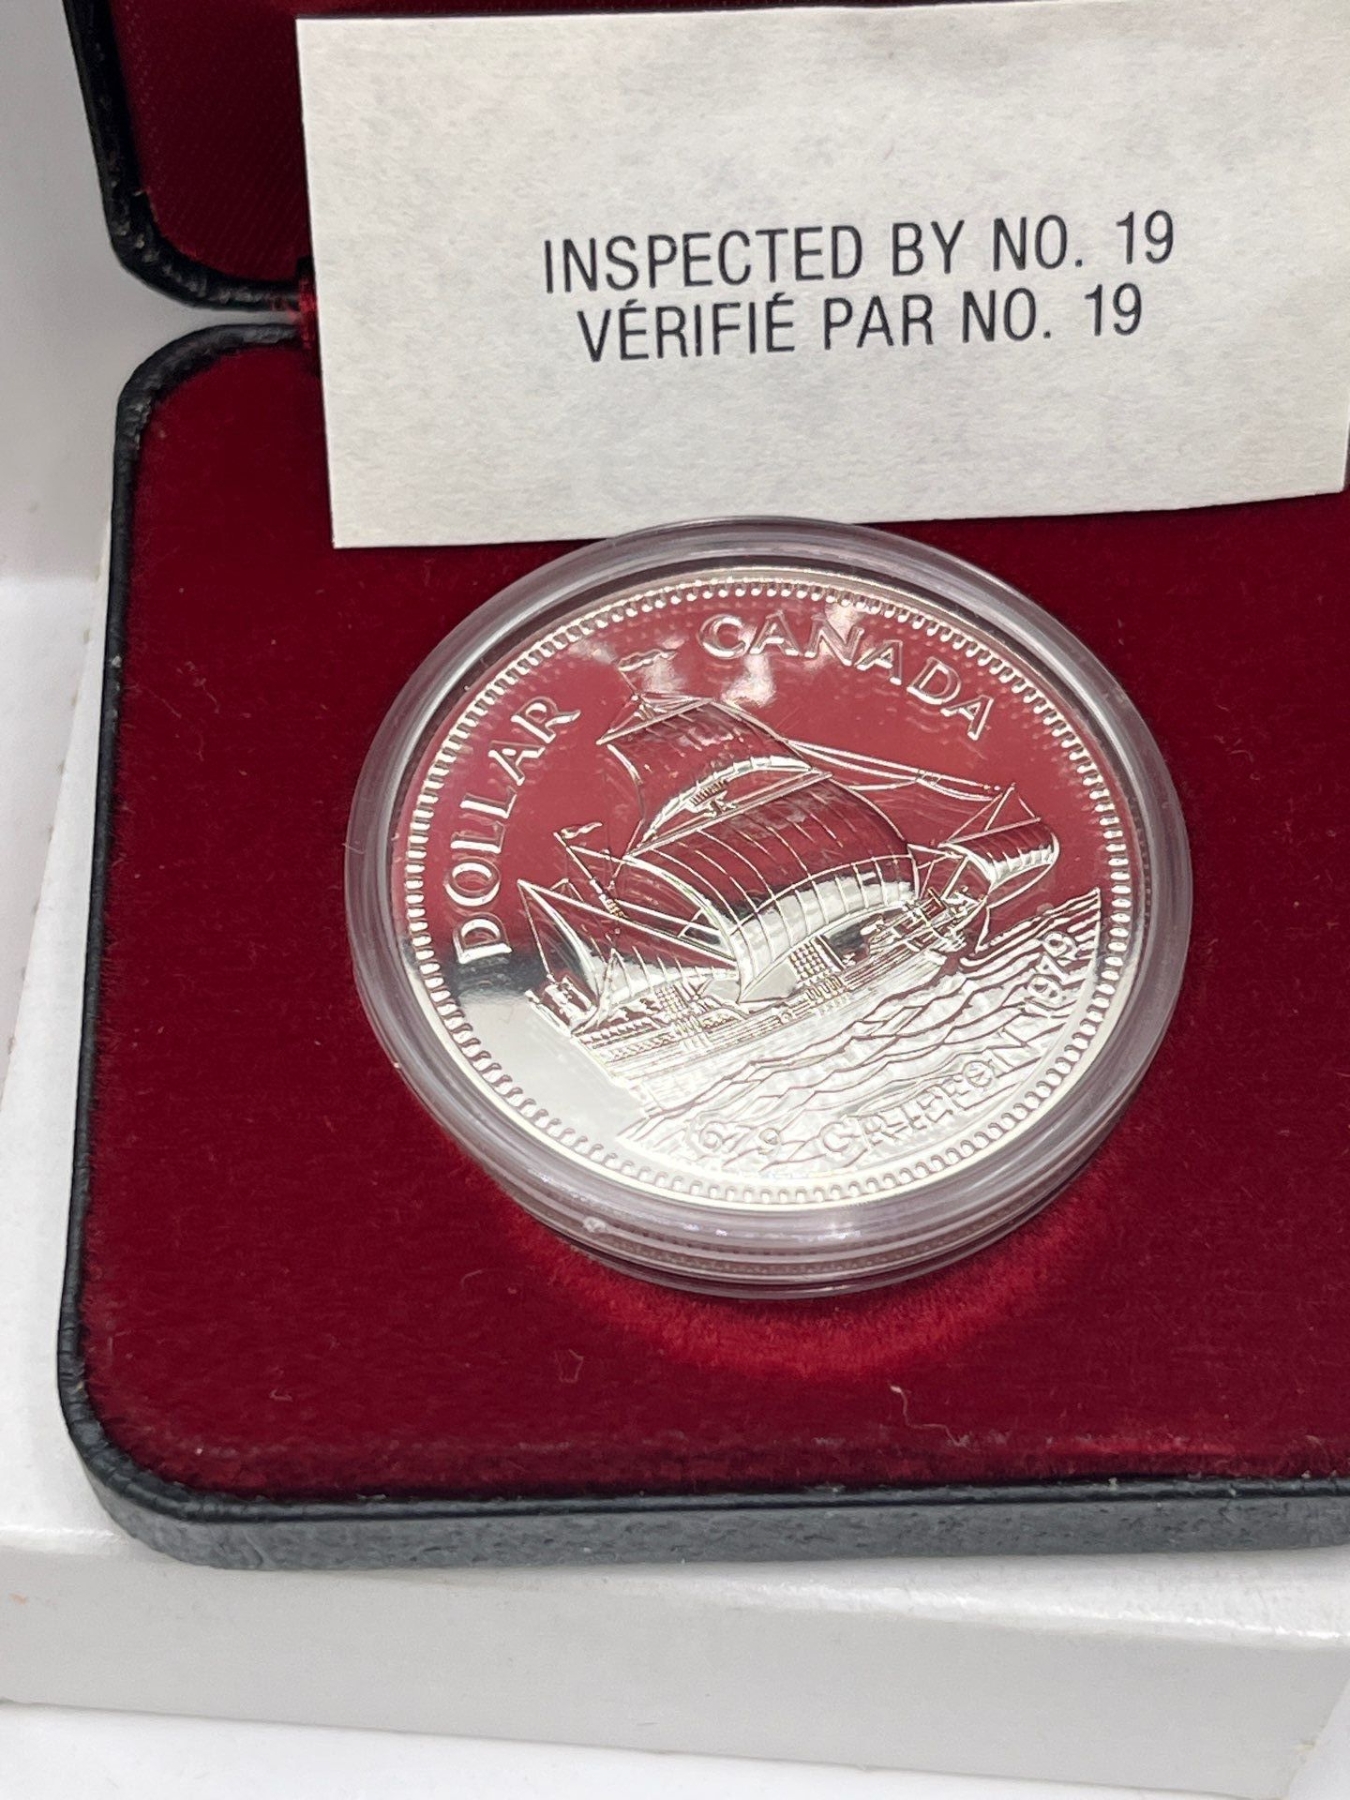 INSPECTED BY NO. 19
VÉRIFIÉ PAR NO. 19
CANADA
DOLLAR
1679 GRIFFON 1979